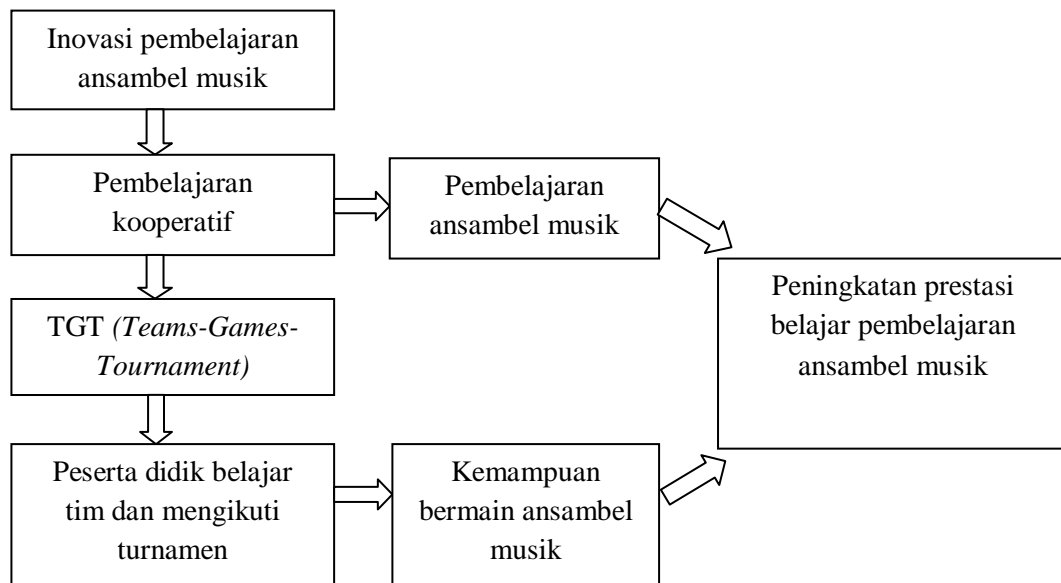 Inovasi pembelajaran
ansambel musik
Pembelajaran
kooperatif
Pembelajaran
ansambel musik
TGT (Teams-Games-
Tournament)
Peningkatan prestasi
belajar pembelajaran
ansambel musik
Peserta didik belajar
tim dan mengikuti
turnamen
Kemampuan
bermain ansambel
musik